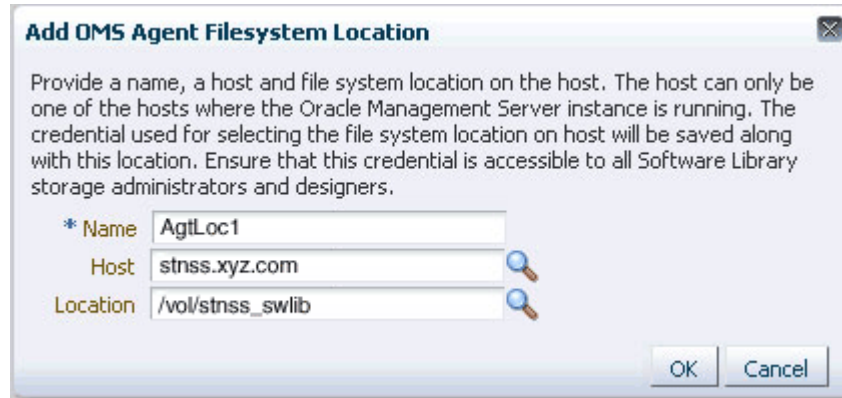 Add OMS Agent Filesystem Location
Provide a name, a host and file system location on the host. The host can only be
one of the hosts where the Oracle Management Server instance is running. The
credential used for selecting the file system location on host will be saved along
with this location. Ensure that this credential is accessible to all Software Library
storage administrators and designers.
* Name AgtLoc1
Host stnss.xyz.com
Location /vol/stnss_swlib
OK Cancel